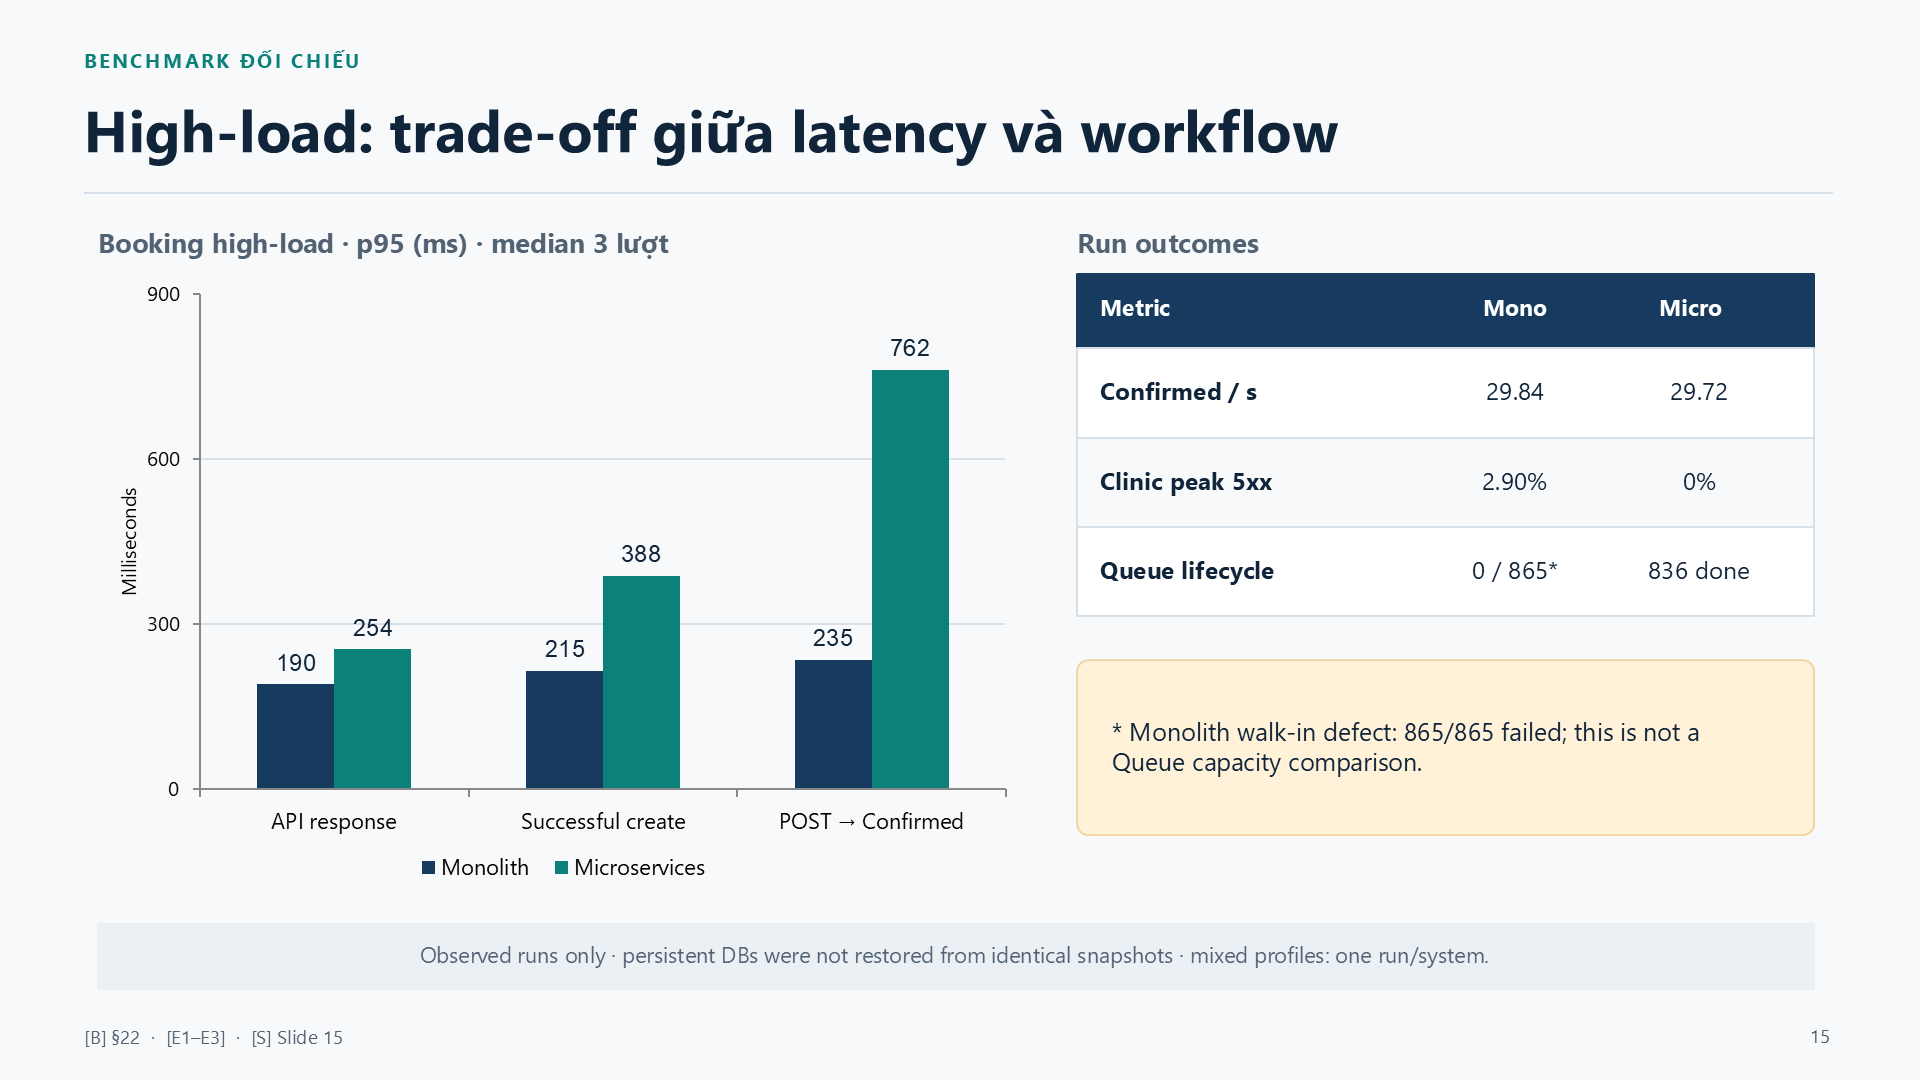 BENCHMARK ĐỐI CHIẾU
High-load: trade-off giữa latency và workflow
Booking high-load · p95 (ms) · median 3 lượt
900
600
300
0
Milliseconds
190
254
215
388
235
762
API response
Successful create
POST → Confirmed
Monolith
Microservices
Run outcomes
Metric Mono Micro
Confirmed / s 29.84 29.72
Clinic peak 5xx 2.90% 0%
Queue lifecycle 0 / 865* 836 done
* Monolith walk-in defect: 865/865 failed; this is not a
Queue capacity comparison.
Observed runs only · persistent DBs were not restored from identical snapshots · mixed profiles: one run/system.
[B] §22 · [E1–E3] · [S] Slide 15
15